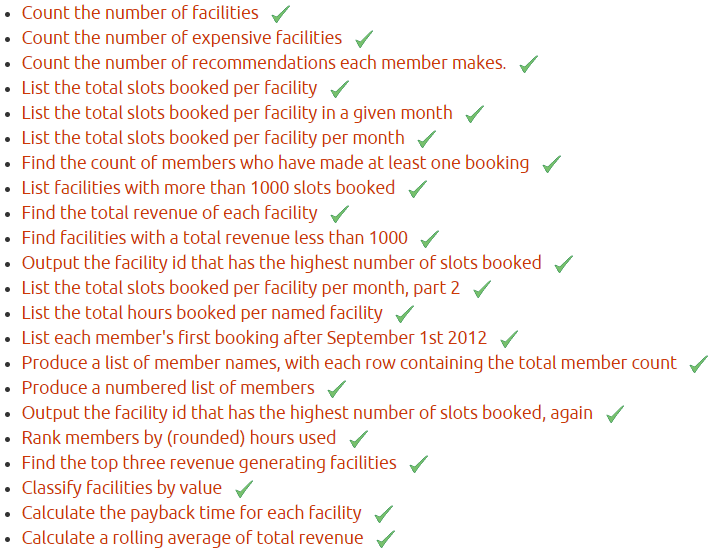 Count the number of facilities
Count the number of expensive facilities
Count the number of recommendations each member makes.
List the total slots booked per facility
List the total slots booked per facility in a given month
List the total slots booked per facility per month
Find the count of members who have made at least one booking
List facilities with more than 1000 slots booked
Find the total revenue of each facility
Find facilities with a total revenue less than 1000
Output the facility id that has the highest number of slots booked
List the total slots booked per facility per month, part 2
List the total hours booked per named facility
List each member's first booking after September 1st 2012
Produce a list of member names, with each row containing the total member count
Produce a numbered list of members
Output the facility id that has the highest number of slots booked, again
Rank members by (rounded) hours used
Find the top three revenue generating facilities
Classify facilities by value
Calculate the payback time for each facility
Calculate a rolling average of total revenue